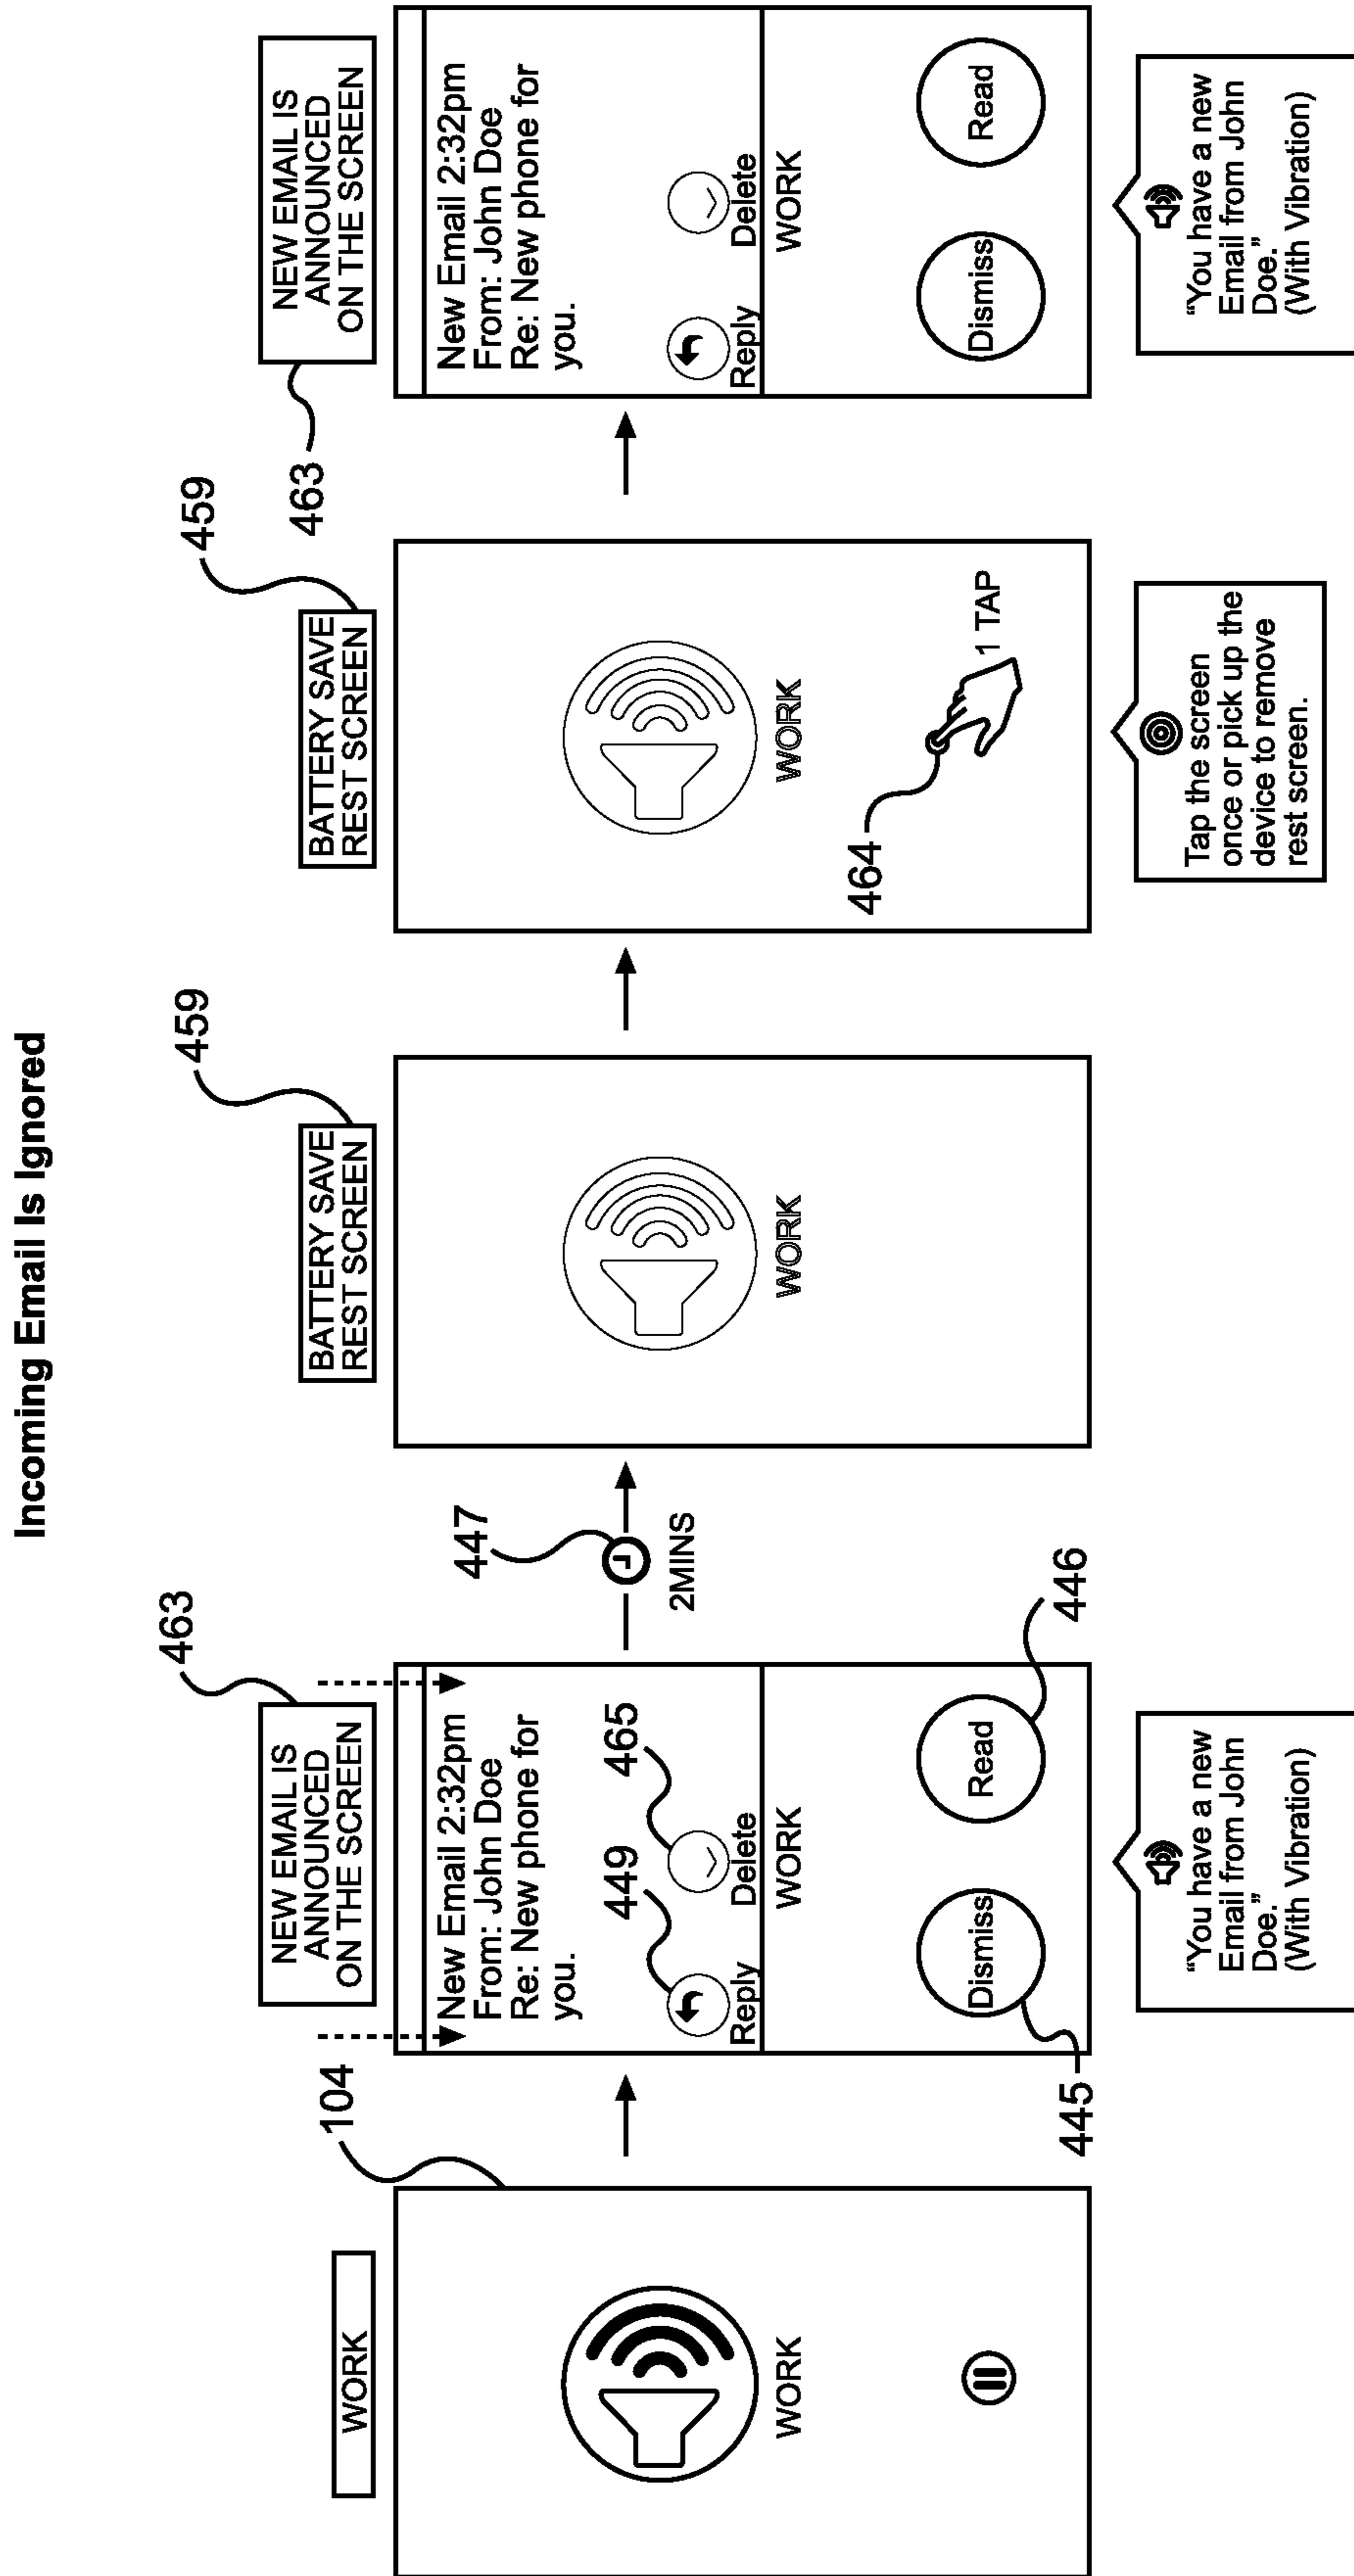 Incoming Email Is Ignored
WORK
104
WORK
463
NEW EMAIL IS
ANNOUNCED
ON THE SCREEN
New Email 2:32pm
From: John Doe
Re: New phone for
you.
449
465
Reply
Delete
WORK
Dismiss
Read
445
446
“You have a new
Email from John
Doe.”
(With Vibration)
447
2MINS
459
BATTERY SAVE
REST SCREEN
WORK
459
BATTERY SAVE
REST SCREEN
WORK
464
1 TAP
Tap the screen
once or pick up the
device to remove
rest screen.
463
NEW EMAIL IS
ANNOUNCED
ON THE SCREEN
New Email 2:32pm
From: John Doe
Re: New phone for
you.
Reply
Delete
WORK
Dismiss
Read
“You have a new
Email from John
Doe.”
(With Vibration)